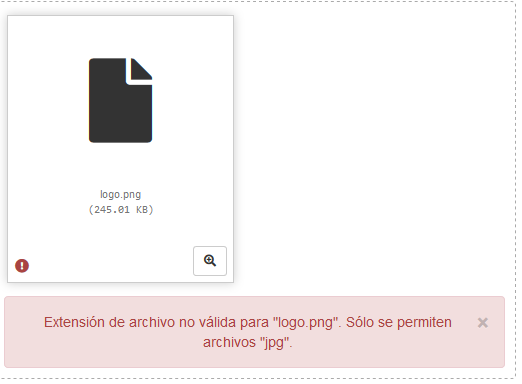 logo.png
(245.01 KB)
Extensión de archivo no válida para "logo.png". Sólo se permiten
archivos "jpg".